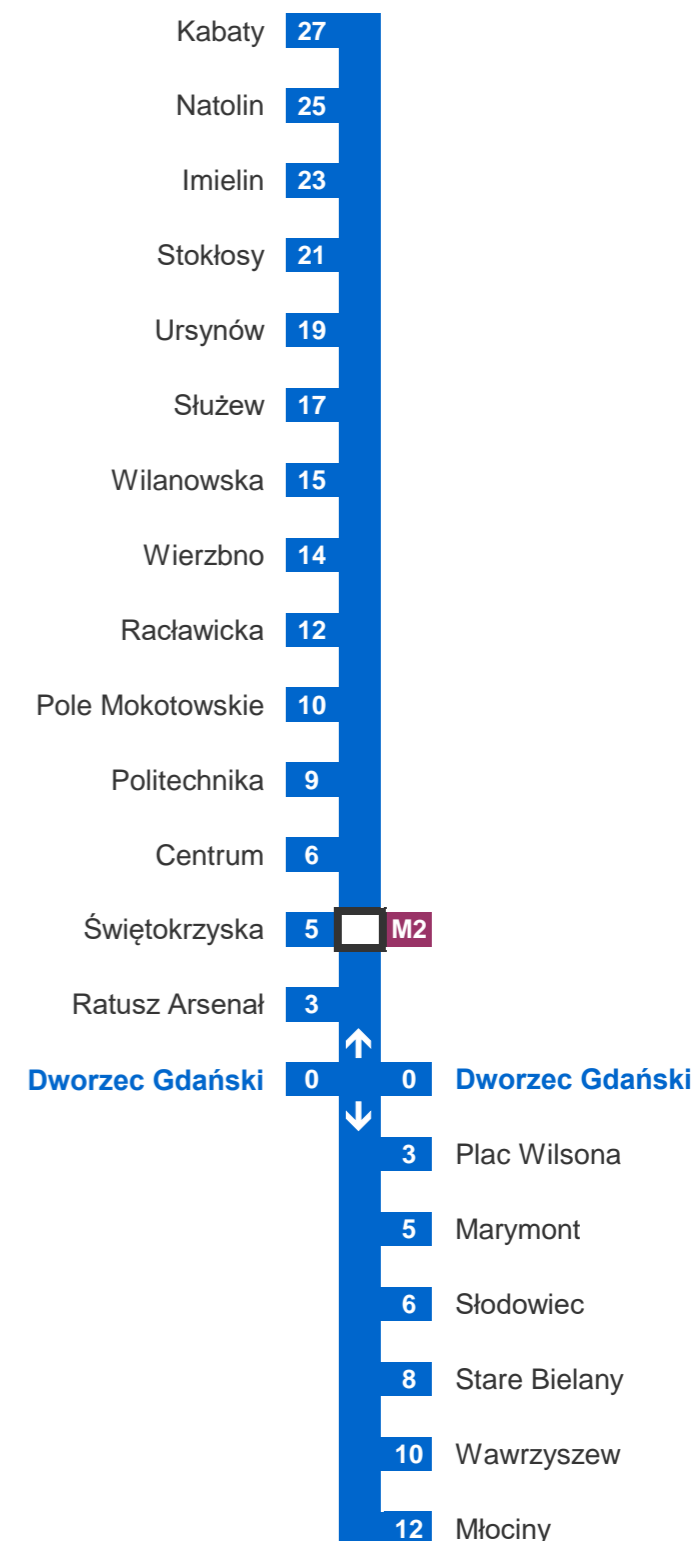 Kabaty 27
Natolin 25
Imielin 23
Stokłosy 21
Ursynów 19
Służew 17
Wilanowska 15
Wierzbno 14
Racławicka 12
Pole Mokotowskie 10
Politechnika 9
Centrum 6
Świętokrzyska 5 M2
Ratusz Arsenał 3
Dworzec Gdański 0 0 Dworzec Gdański
3 Plac Wilsona
5 Marymont
6 Słodowiec
8 Stare Bielany
10 Wawrzyszew
12 Młociny